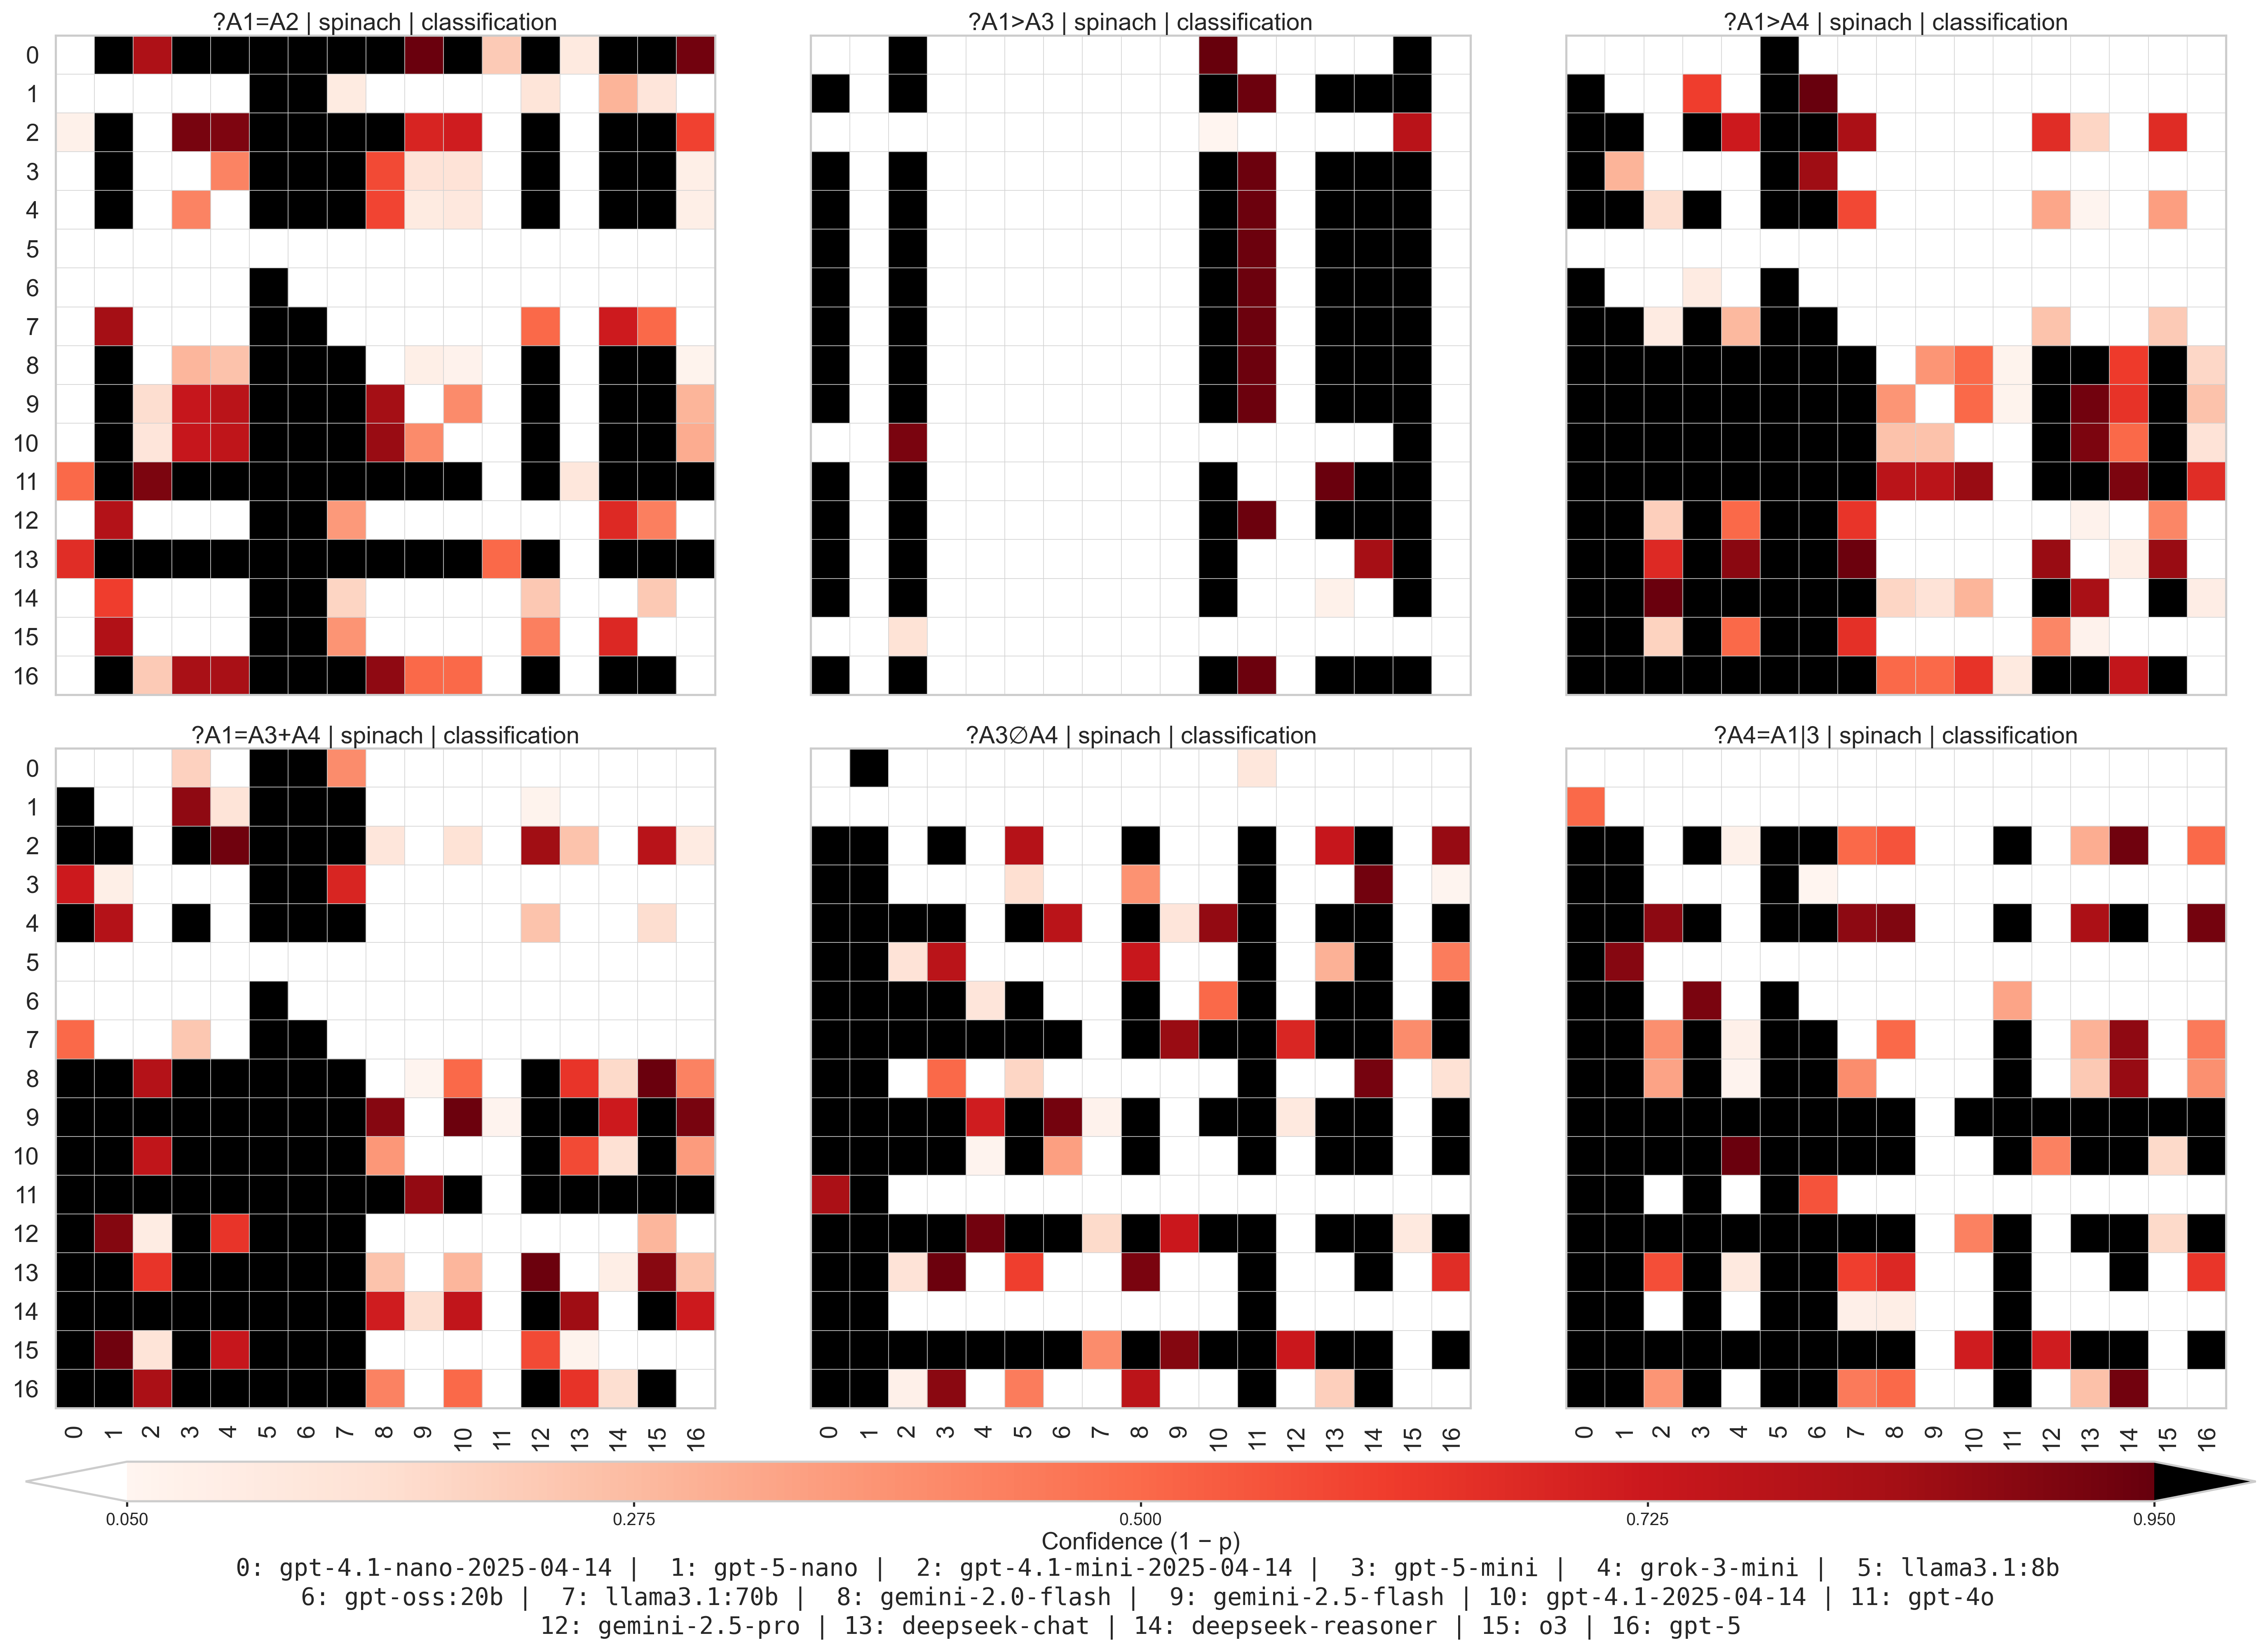 ?A1=A2 | spinach | classification
?A1>A3 | spinach | classification
?A1>A4 | spinach | classification
0
1
2
3
4
5
6
7
8
9
10
11
12
13
14
15
16
?A1=A3+A4 | spinach | classification
?A3∅A4 | spinach | classification
?A4=A1|3 | spinach | classification
0
1
2
3
4
5
6
7
8
9
10
11
12
13
14
15
16
0 1 2 3 4 5 6 7 8 9 10 11 12 13 14 15 16
0 1 2 3 4 5 6 7 8 9 10 11 12 13 14 15 16
0 1 2 3 4 5 6 7 8 9 10 11 12 13 14 15 16
0.050 0.275 0.500 0.725 0.950
Confidence (1 − p)
0: gpt-4.1-nano-2025-04-14 | 1: gpt-5-nano | 2: gpt-4.1-mini-2025-04-14 | 3: gpt-5-mini | 4: grok-3-mini | 5: llama3.1:8b
6: gpt-oss:20b | 7: llama3.1:70b | 8: gemini-2.0-flash | 9: gemini-2.5-flash | 10: gpt-4.1-2025-04-14 | 11: gpt-4o
12: gemini-2.5-pro | 13: deepseek-chat | 14: deepseek-reasoner | 15: o3 | 16: gpt-5